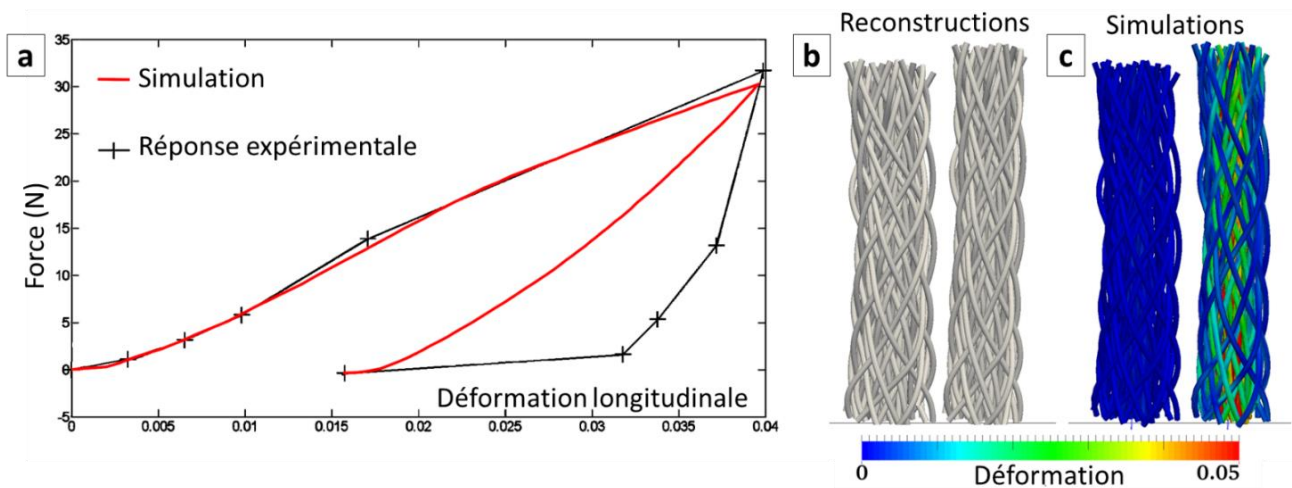 a
35
30
25
20
15
10
5
0
-5
Force (N)
Simulation
Réponse expérimentale
Déformation longitudinale
0 0.005 0.01 0.015 0.02 0.025 0.03 0.035 0.04
Reconstructions
b
Simulations
c
0 Déformation 0.05